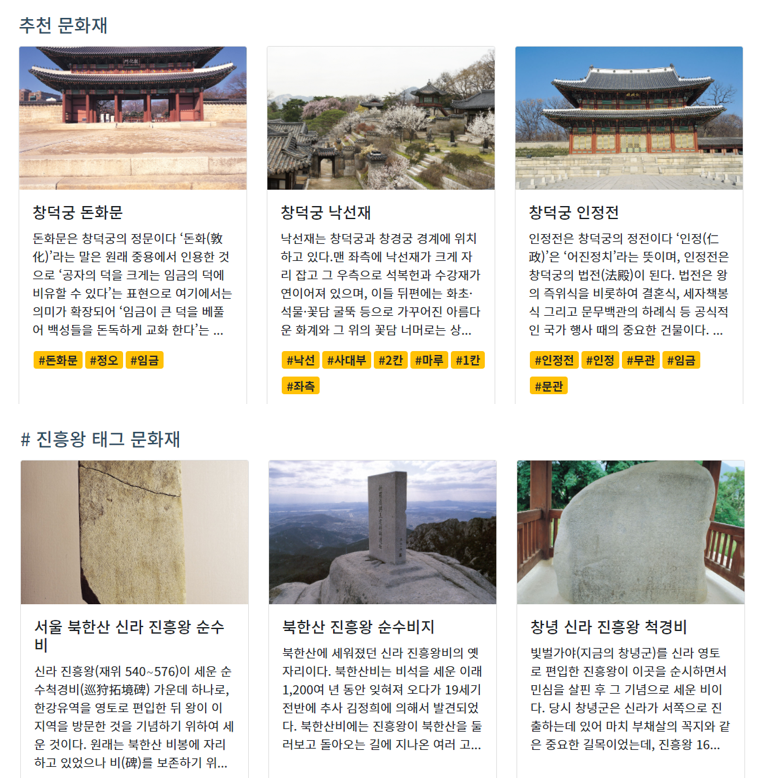 추천 문화재
창덕궁 돈화문
돈화문은 창덕궁의 정문이다 ‘돈화(敦
化)’라는 말은 원래 중용에서 인용한 것
으로 ‘공자의 덕을 크게는 임금의 덕에
비유할 수 있다’는 표현으로 여기에서는
의미가 확장되어 ‘임금이 큰 덕을 베풀
어 백성들을 돈독하게 교화 한다’는 ...
#돈화문 #정오 #임금
창덕궁 낙선재
낙선재는 창덕궁과 창경궁 경계에 위치
하고 있다.맨 좌측에 낙선재가 크게 자
리 잡고 그 우측으로 석복헌과 수강재가
연이어져 있으며, 이들 뒤편에는 화초·
석물·꽃담 굴뚝 등으로 가꾸어진 아름다
운 화계와 그 위의 꽃담 너머로는 상...
#낙선 #사대부 #2칸 #마루 #1칸
#좌측
창덕궁 인정전
인정전은 창덕궁의 정전이다 ‘인정(仁
政)’은 ‘어진정치’라는 뜻이며, 인정전은
창덕궁의 법전(法殿)이 된다. 법전은 왕
의 즉위식을 비롯하여 결혼식, 세자책봉
식 그리고 문무백관의 하례식 등 공식적
인 국가 행사 때의 중요한 건물이다. ...
#인정전 #인정 #무관 #임금
#문관
# 진흥왕 태그 문화재
서울 북한산 신라 진흥왕 순수
비
신라 진흥왕(재위 540∼576)이 세운 순
수척경비(巡狩拓境碑) 가운데 하나로,
한강유역을 영토로 편입한 뒤 왕이 이
지역을 방문한 것을 기념하기 위하여 세
운 것이다. 원래는 북한산 비봉에 자리
하고 있었으나 비(碑)를 보존하기 위...
북한산 신라 진흥왕 순수비지
북한산에 세워졌던 신라 진흥왕비의 옛
자리이다. 북한산비는 비석을 세운 이래
1,200여 년 동안 잊혀져 오다가 19세기
전반에 추사 김정희에 의해서 발견되었
다. 북한산비에는 진흥왕이 북한산을 둘
러보고 돌아오는 길에 지나온 여러 고...
창녕 신라 진흥왕 척경비
빛벌가야(지금의 창녕군)를 신라 영토
로 편입한 진흥왕이 이곳을 순시하면서
민심을 살핀 후 그 기념으로 세운 비이
다. 당시 창녕군은 신라가 서쪽으로 진
출하는데 있어 마치 부채살의 꼭지와 같
은 중요한 길목이었는데, 진흥왕 16...